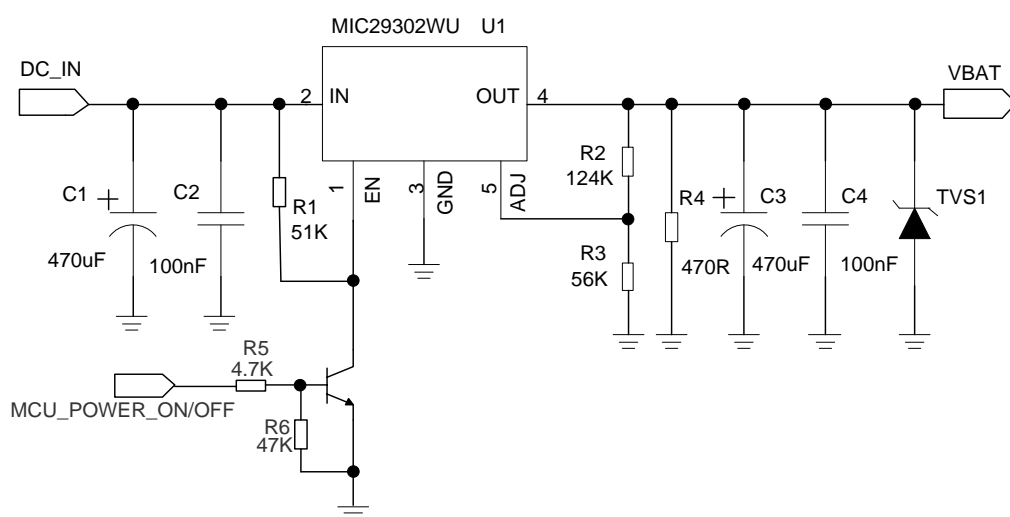 MIC29302WU U1
DC_IN
VBAT
2 IN
OUT 4
1
EN
3
GND
5
ADJ
C1
470uF
C2
100nF
R1
51K
R2
124K
R3
56K
R4
470R
C3
470uF
C4
100nF
TVS1
R5
4.7K
MCU_POWER_ON/OFF
R6
47K